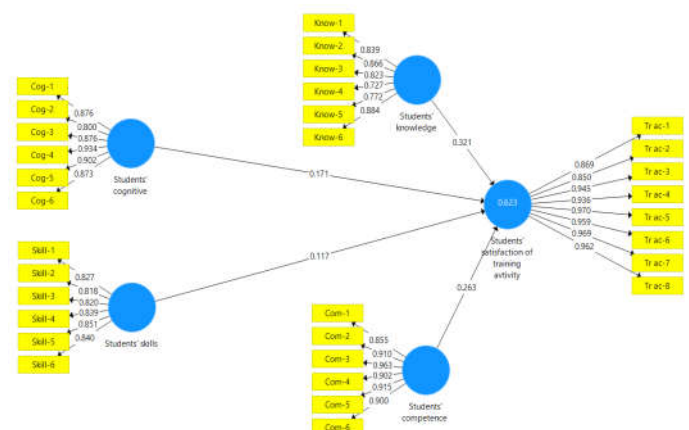 Know-1
Know-2
Know-3
Know-4
Know-5
Know-6
0.839
0.866
0.823
0.727
0.772
0.884
Students'
knowledge
0.321
Cog-1
Cog-2
Cog-3
Cog-4
Cog-5
Cog-6
0.876
0.800
0.876
0.934
0.902
0.873
Students'
cognitive
0.171
Skill-1
Skill-2
Skill-3
Skill-4
Skill-5
Skill-6
0.827
0.818
0.820
0.839
0.851
0.840
Students' skills
0.117
Com-1
Com-2
Com-3
Com-4
Com-5
Com-6
0.855
0.910
0.963
0.902
0.915
0.900
Students'
competence
0.263
0.623
Students'
satisfaction of
training
avtivity
0.869
0.850
0.945
0.936
0.970
0.959
0.969
0.962
Tr ac-1
Tr ac-2
Tr ac-3
Tr ac-4
Tr ac-5
Tr ac-6
Tr ac-7
Tr ac-8